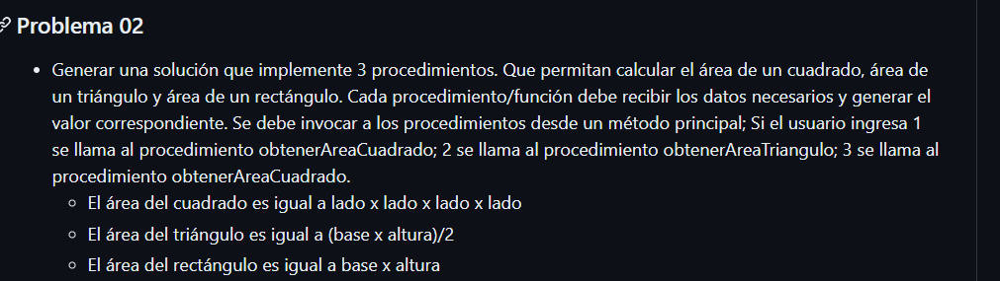 Problema 02
Generar una solución que implemente 3 procedimientos. Que permitan calcular el área de un cuadrado, área de
un triángulo y área de un rectángulo. Cada procedimiento/función debe recibir los datos necesarios y generar el
valor correspondiente. Se debe invocar a los procedimientos desde un método principal; Si el usuario ingresa 1
se llama al procedimiento obtenerAreaCuadrado; 2 se llama al procedimiento obtenerAreaTriangulo; 3 se llama al
procedimiento obtenerAreaCuadrado.
El área del cuadrado es igual a lado x lado x lado x lado
El área del triángulo es igual a (base x altura)/2
El área del rectángulo es igual a base x altura